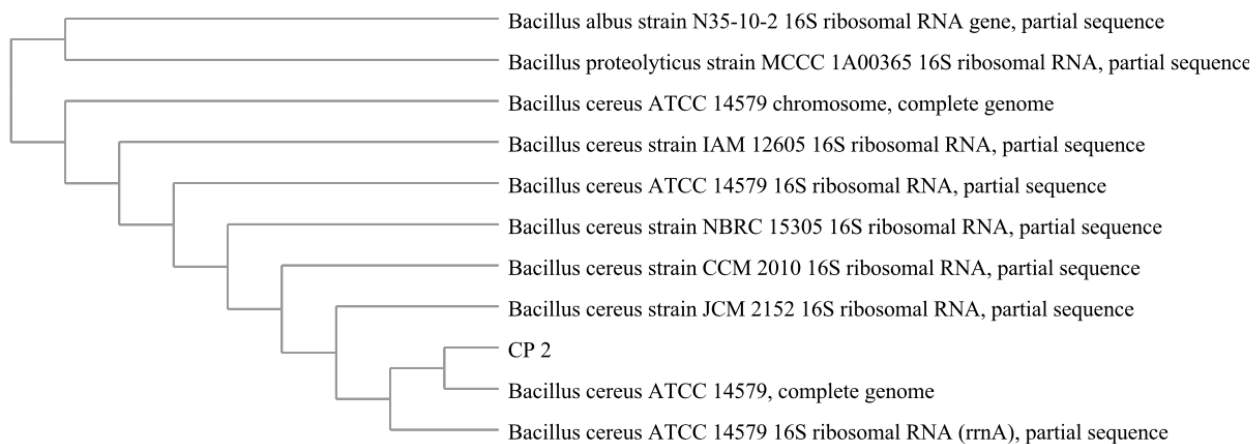 Bacillus albus strain N35-10-2 16S ribosomal RNA gene, partial sequence
Bacillus proteolyticus strain MCCC 1A00365 16S ribosomal RNA, partial sequence
Bacillus cereus ATCC 14579 chromosome, complete genome
Bacillus cereus strain IAM 12605 16S ribosomal RNA, partial sequence
Bacillus cereus ATCC 14579 16S ribosomal RNA, partial sequence
Bacillus cereus strain NBRC 15305 16S ribosomal RNA, partial sequence
Bacillus cereus strain CCM 2010 16S ribosomal RNA, partial sequence
Bacillus cereus strain JCM 2152 16S ribosomal RNA, partial sequence
CP 2
Bacillus cereus ATCC 14579, complete genome
Bacillus cereus ATCC 14579 16S ribosomal RNA (rrnA), partial sequence